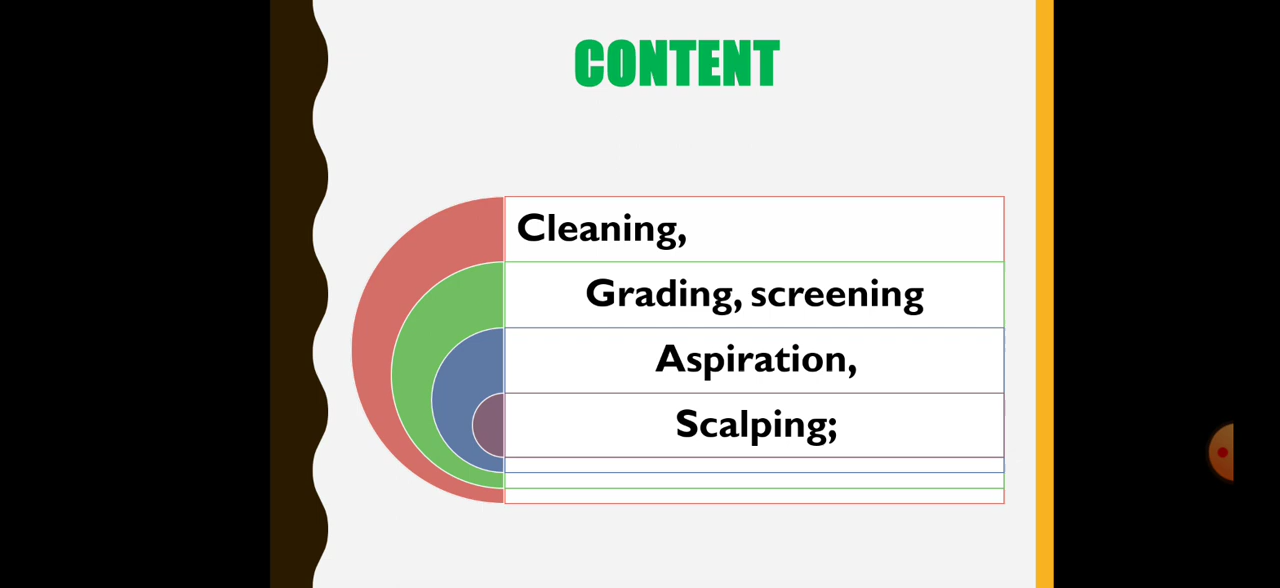 CONTENT
Cleaning,
Grading, screening
Aspiration,
Scalping;